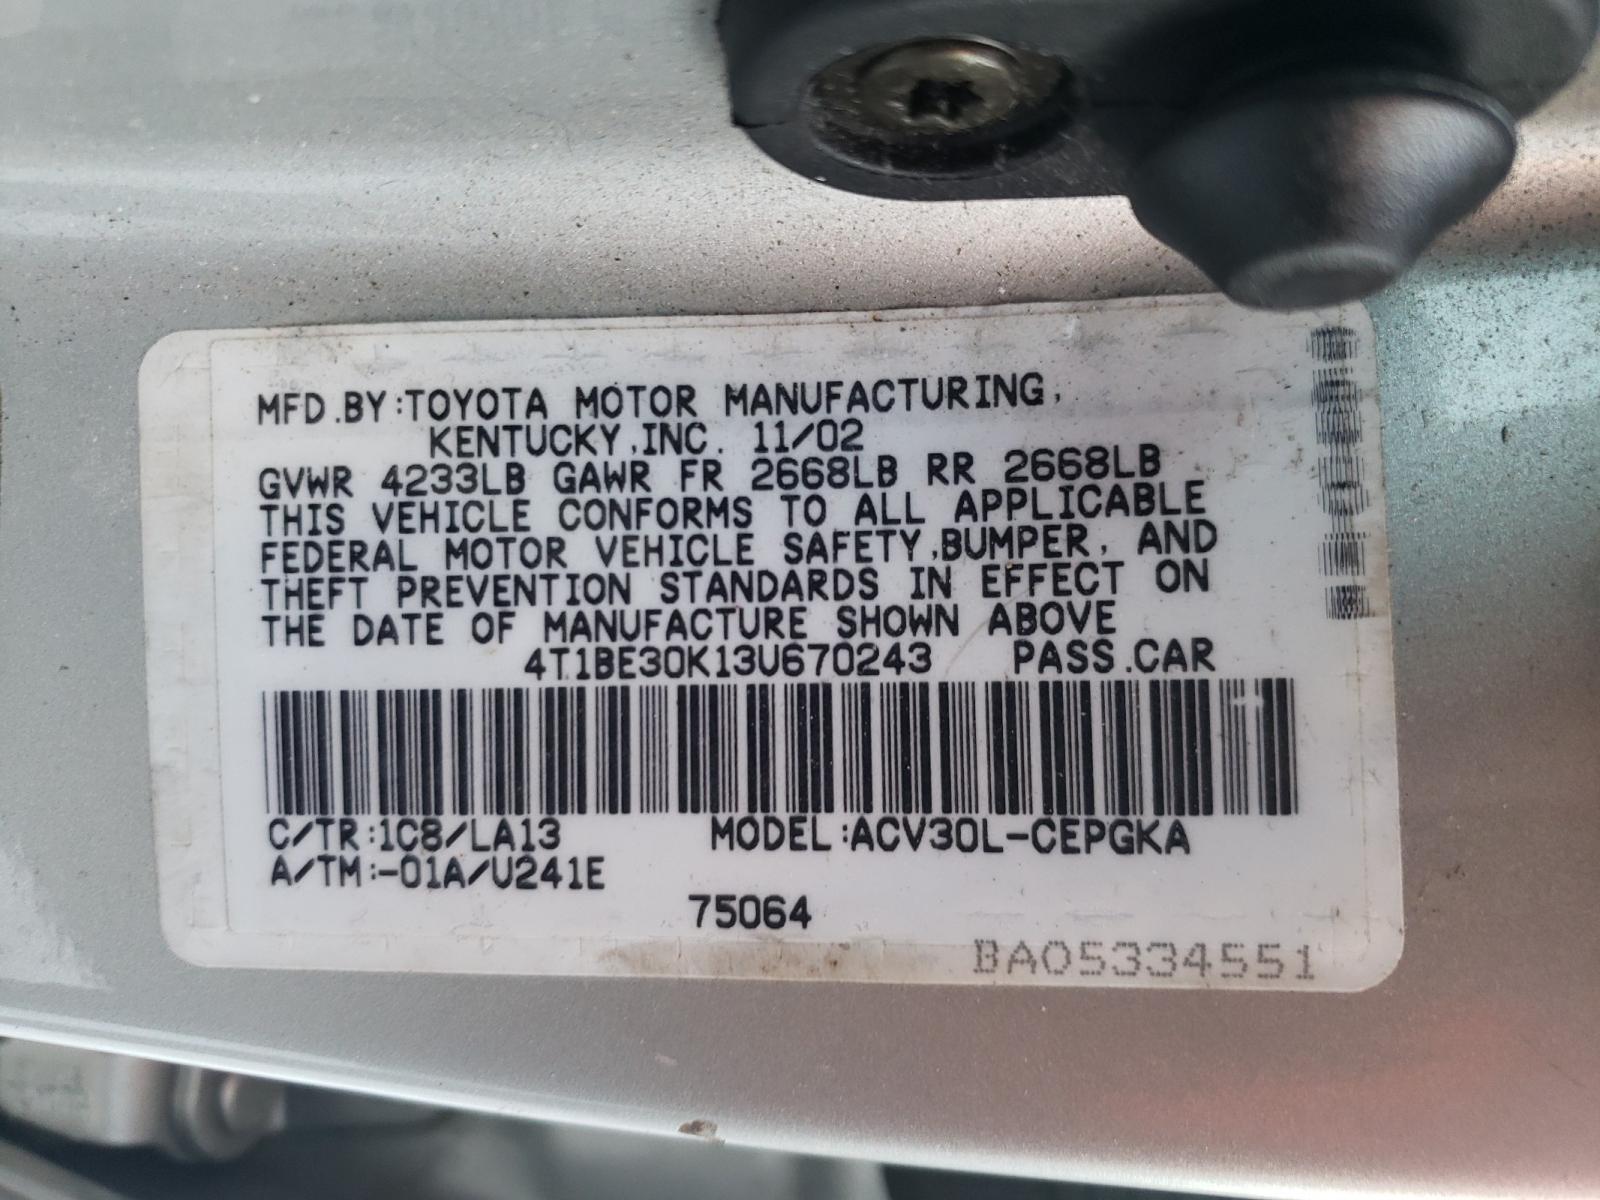 MFD.BY:TOYOTA MOTOR MANUFACTURING,
KENTUCKY,INC. 11/02
GVWR 4233LB GAWR FR 2668LB RR 2668LB
THIS VEHICLE CONFORMS TO ALL APPLICABLE
FEDERAL MOTOR VEHICLE SAFETY,BUMPER, AND
THEFT PREVENTION STANDARDS IN EFFECT ON
THE DATE OF MANUFACTURE SHOWN ABOVE
4T1BE30K13U670243 PASS.CAR
C/TR:1C8/LA13 MODEL:ACV30L-CEPGKA
A/TM:-01A/U241E
75064
BA05334551